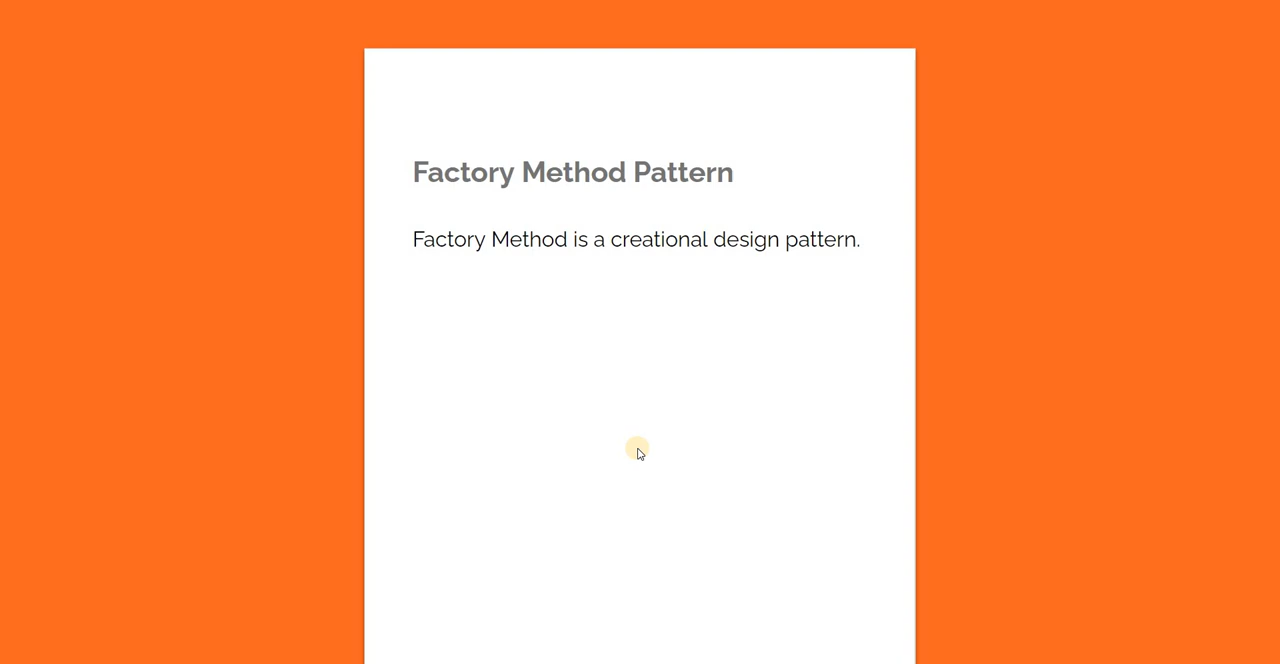 Factory Method Pattern
Factory Method is a creational design pattern.